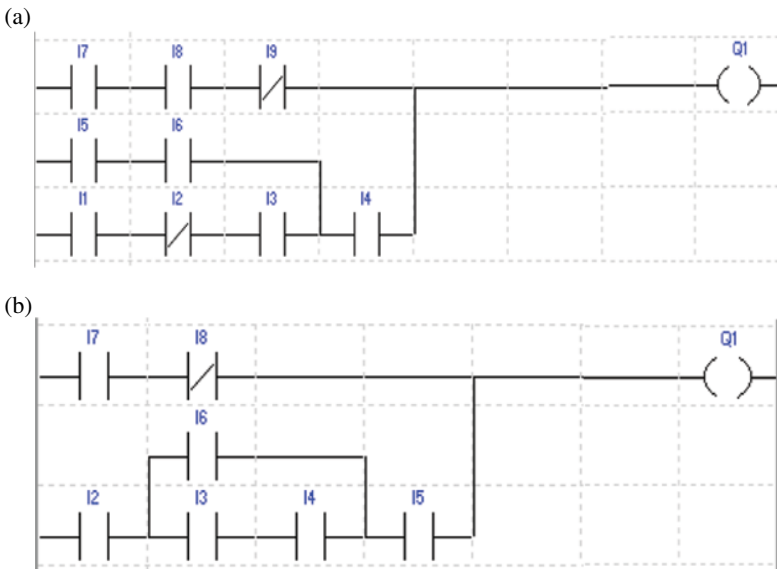 (a)
I7 I8 I9 Q1
I5 I6
I1 I2 I3 I4
(b)
I7 I8 Q1
I6
I2 I3 I4 I5